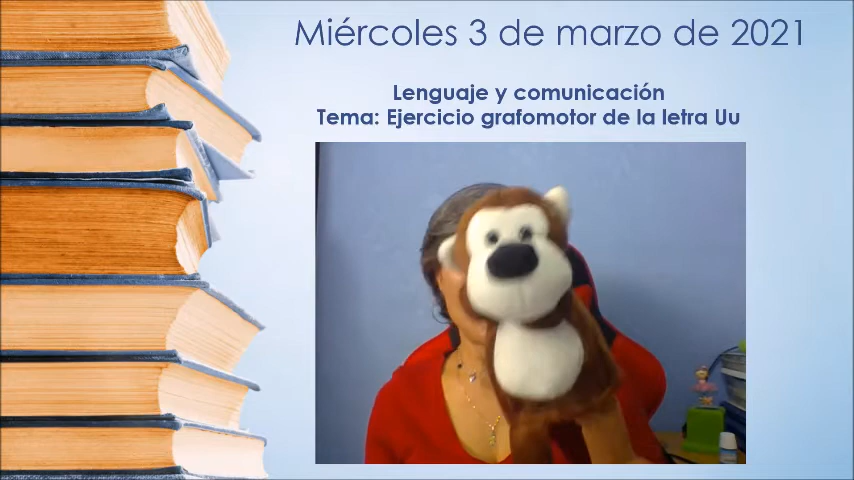 Miércoles 3 de marzo de 2021
Lenguaje y comunicación
Tema: Ejercicio grafomotor de la letra Uu